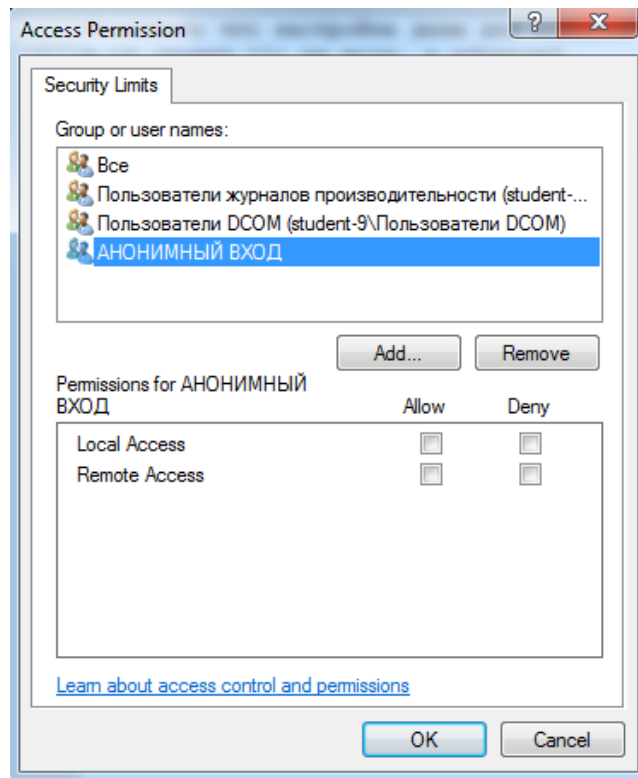 Access Permission
Security Limits
Group or user names:
Все
Пользователи журналов производительности (student-...
Пользователи DCOM (student-9\Пользователи DCOM)
АНОНИМНЫЙ ВХОД
Add...
Remove
Permissions for АНОНИМНЫЙ
ВХОД
Allow
Deny
Local Access
Remote Access
Learn about access control and permissions
OK
Cancel